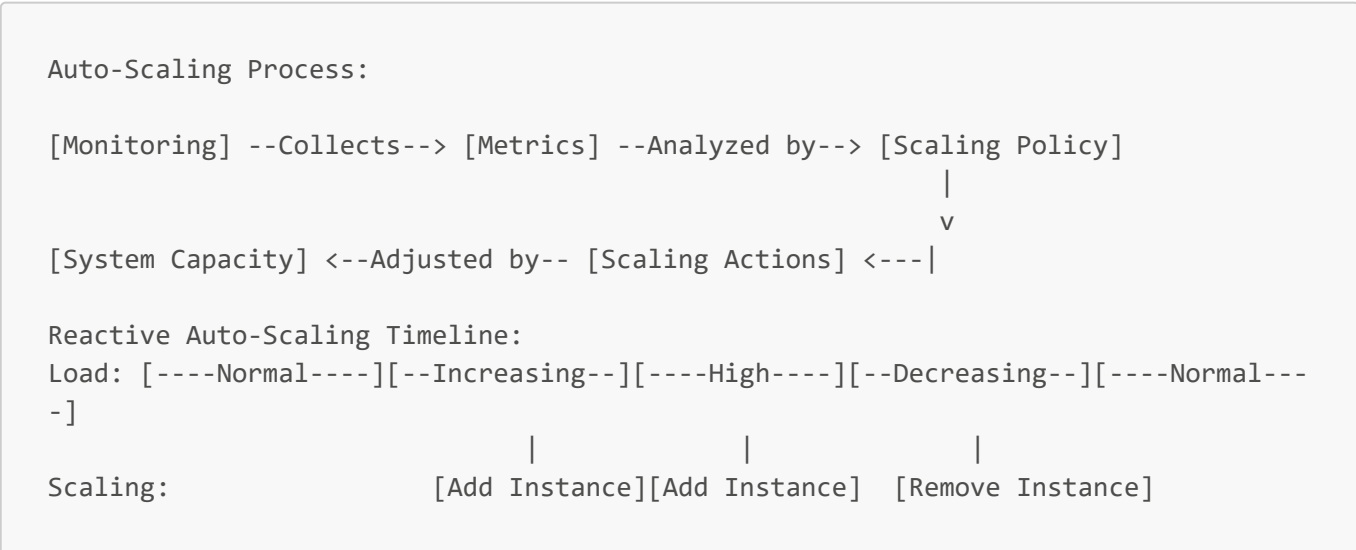 Auto-Scaling Process:
[Monitoring] --Collects--> [Metrics] --Analyzed by--> [Scaling Policy]
                                                       |
                                                       v
[System Capacity] <--Adjusted by-- [Scaling Actions] <---|
Reactive Auto-Scaling Timeline:
Load: [----Normal----][--Increasing--][----High----][--Decreasing--][----Normal---
-]
                              |             |              |
Scaling:                [Add Instance][Add Instance]  [Remove Instance]